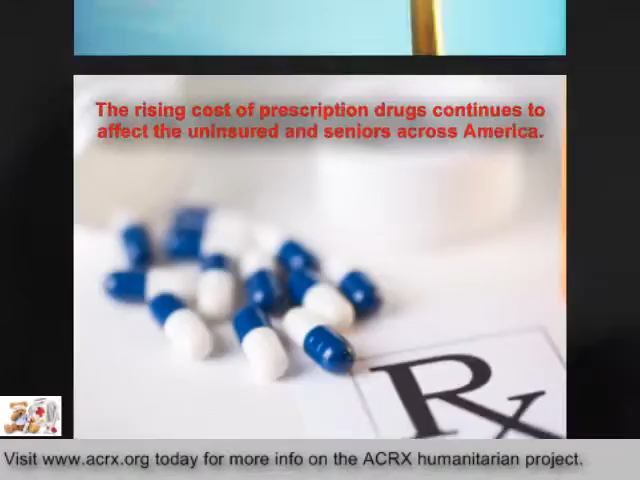 The rising cost of prescription drugs continues to
affect the uninsured and seniors across America.
Rx
Visit www.acrx.org today for more info on the ACRX humanitarian project.